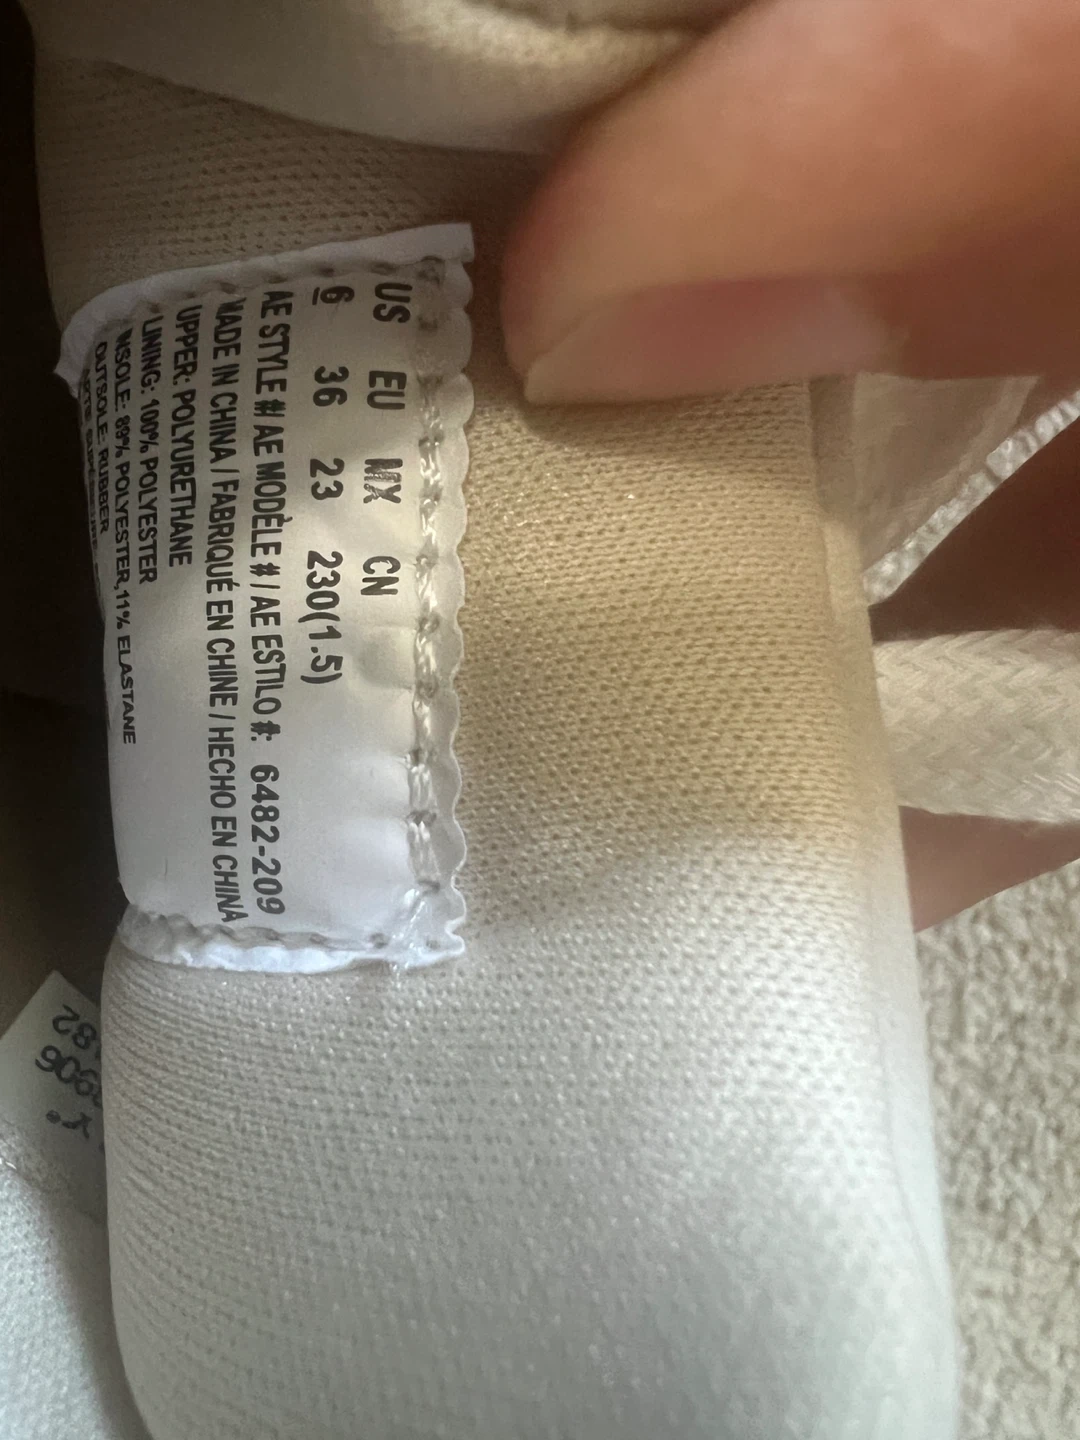 US EU MX CN
6 36 23 230(1.5)
AE STYLE #/ AE MODÈLE # / AE ESTILO #: 6482-209
MADE IN CHINA / FABRIQUÉ EN CHINE / HECHO EN CHINA
UPPER: POLYURETHANE
LINING: 100% POLYESTER
INSOLE: 89% POLYESTER,11% ELASTANE
OUTSOLE: RUBBER